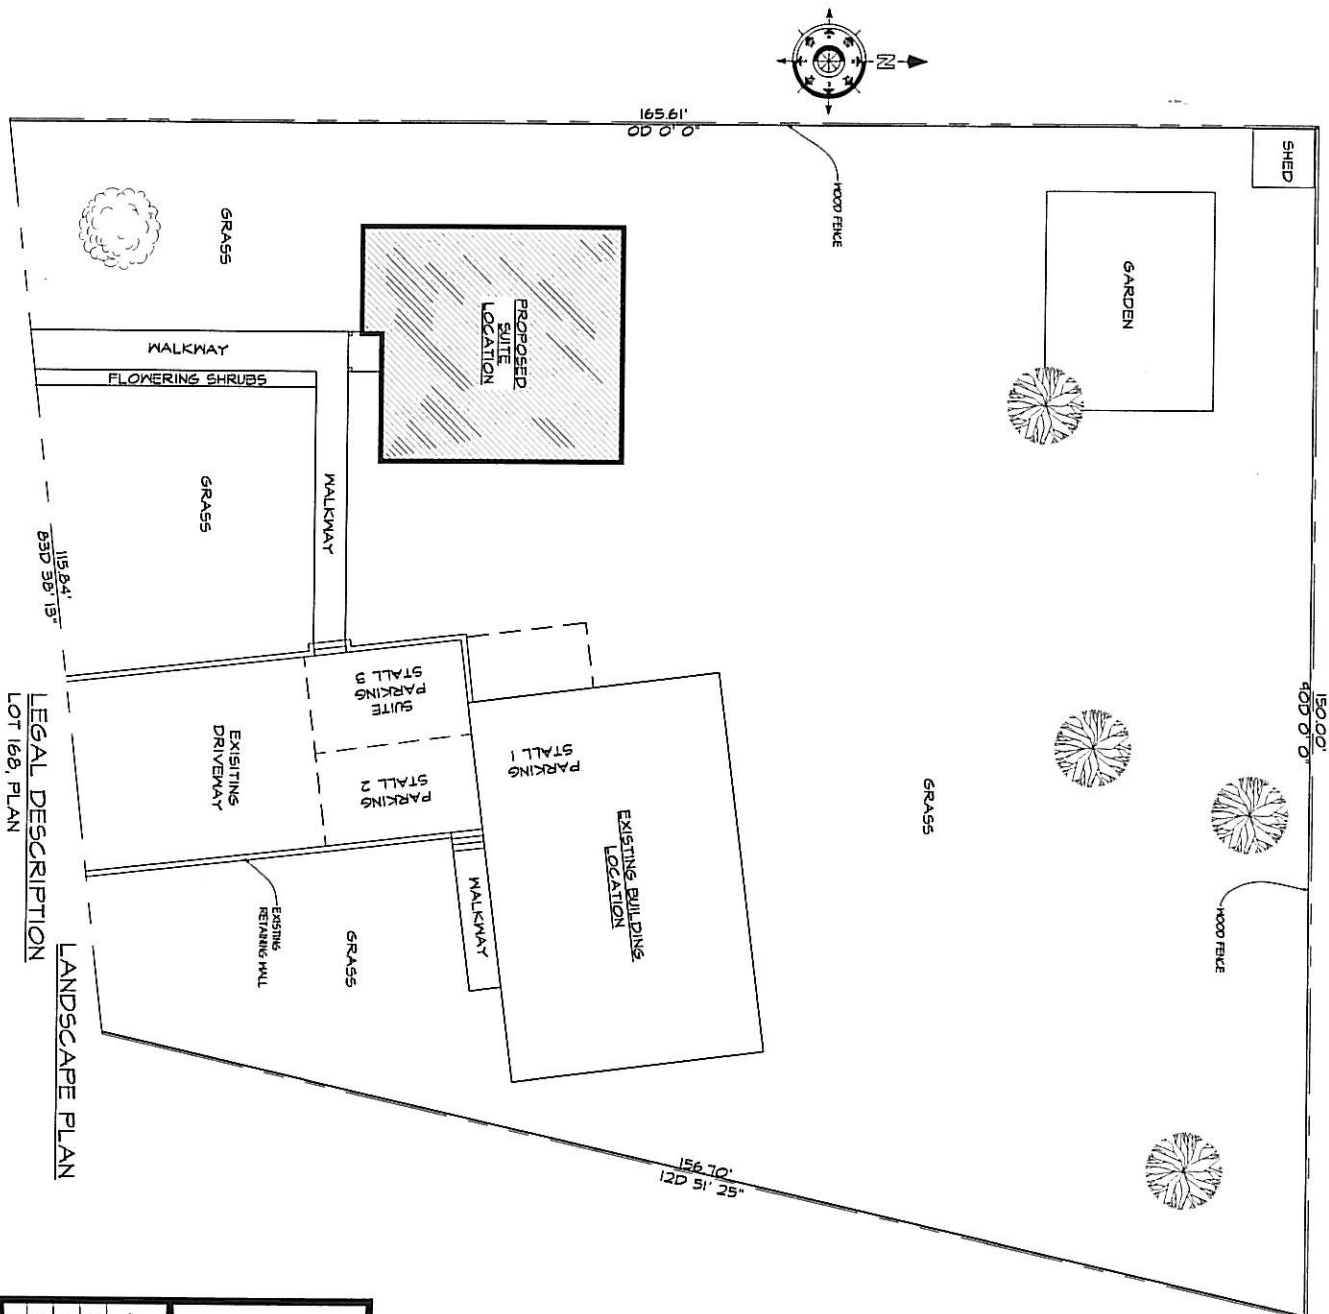 N
165.61'
0D 0' 0"
SHED
WOOD FENCE
GARDEN
GRASS
PROPOSED
SUITE
LOCATION
WALKWAY
FLOWERING SHRUBS
GRASS
WALKWAY
115.84'
83D 38' 13"
SUITE
PARKING
STALL 3
PARKING
STALL 2
PARKING
STALL 1
EXISITING
DRIVEWAY
EXISTING BUILDING
LOCATION
WALKWAY
EXISTING
RETAINING WALL
GRASS
GRASS
150.00'
90D 0' 0"
WOOD FENCE
156.70'
12D 51' 25"
LEGAL DESCRIPTION
LOT 168, PLAN
LANDSCAPE PLAN